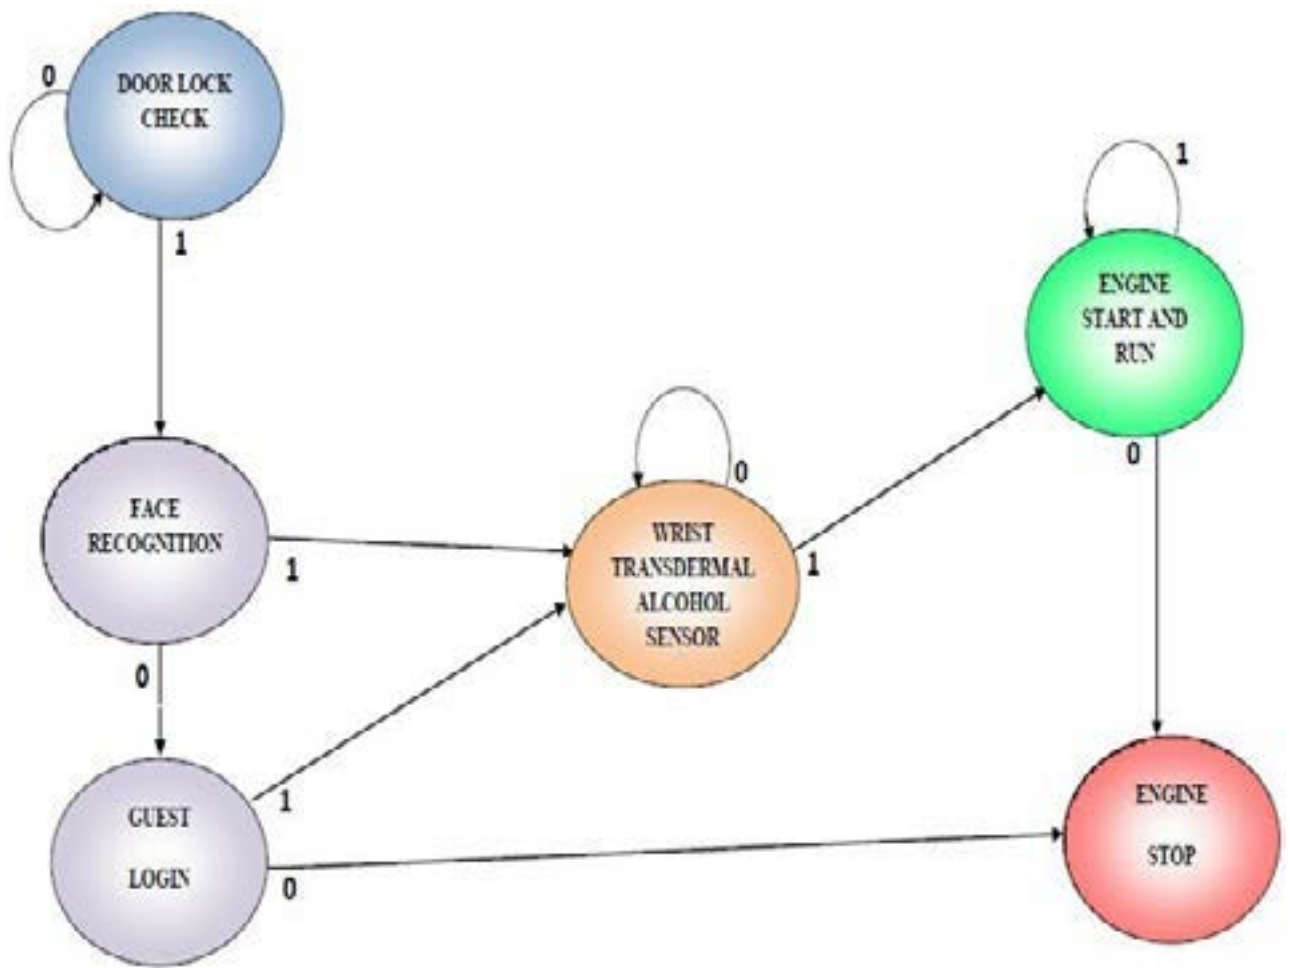 0
DOOR LOCK
CHECK
1
1
ENGINE
START AND
RUN
0
FACE
RECOGNITION
1
0
WRIST
TRANSDERMAL
ALCOHOL
SENSOR
1
0
GUEST
LOGIN
1
0
ENGINE
STOP